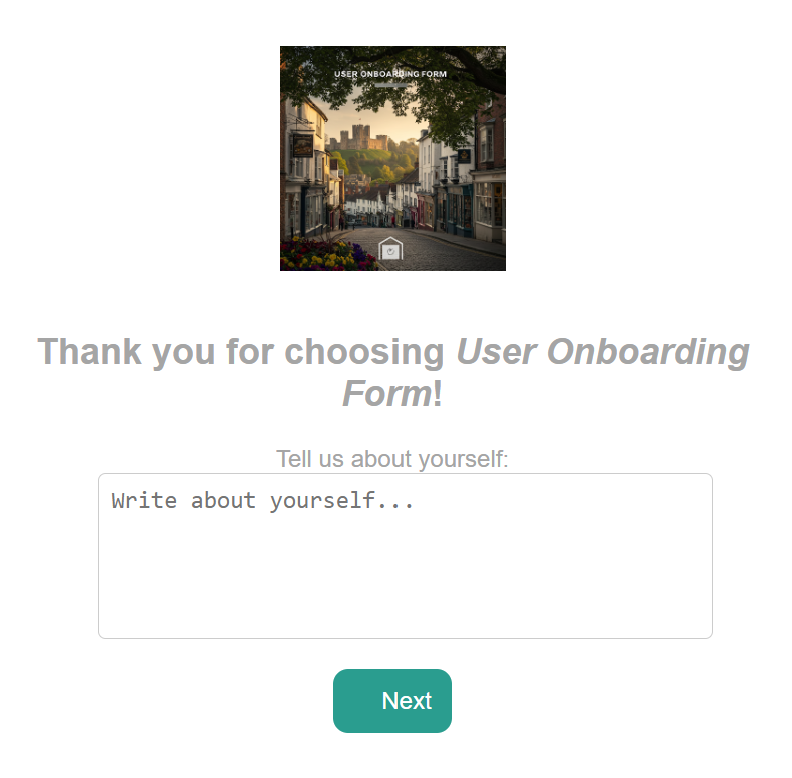 USER ONBOARDING FORM
Thank you for choosing User Onboarding
Form!
Tell us about yourself:
Write about yourself...
Next